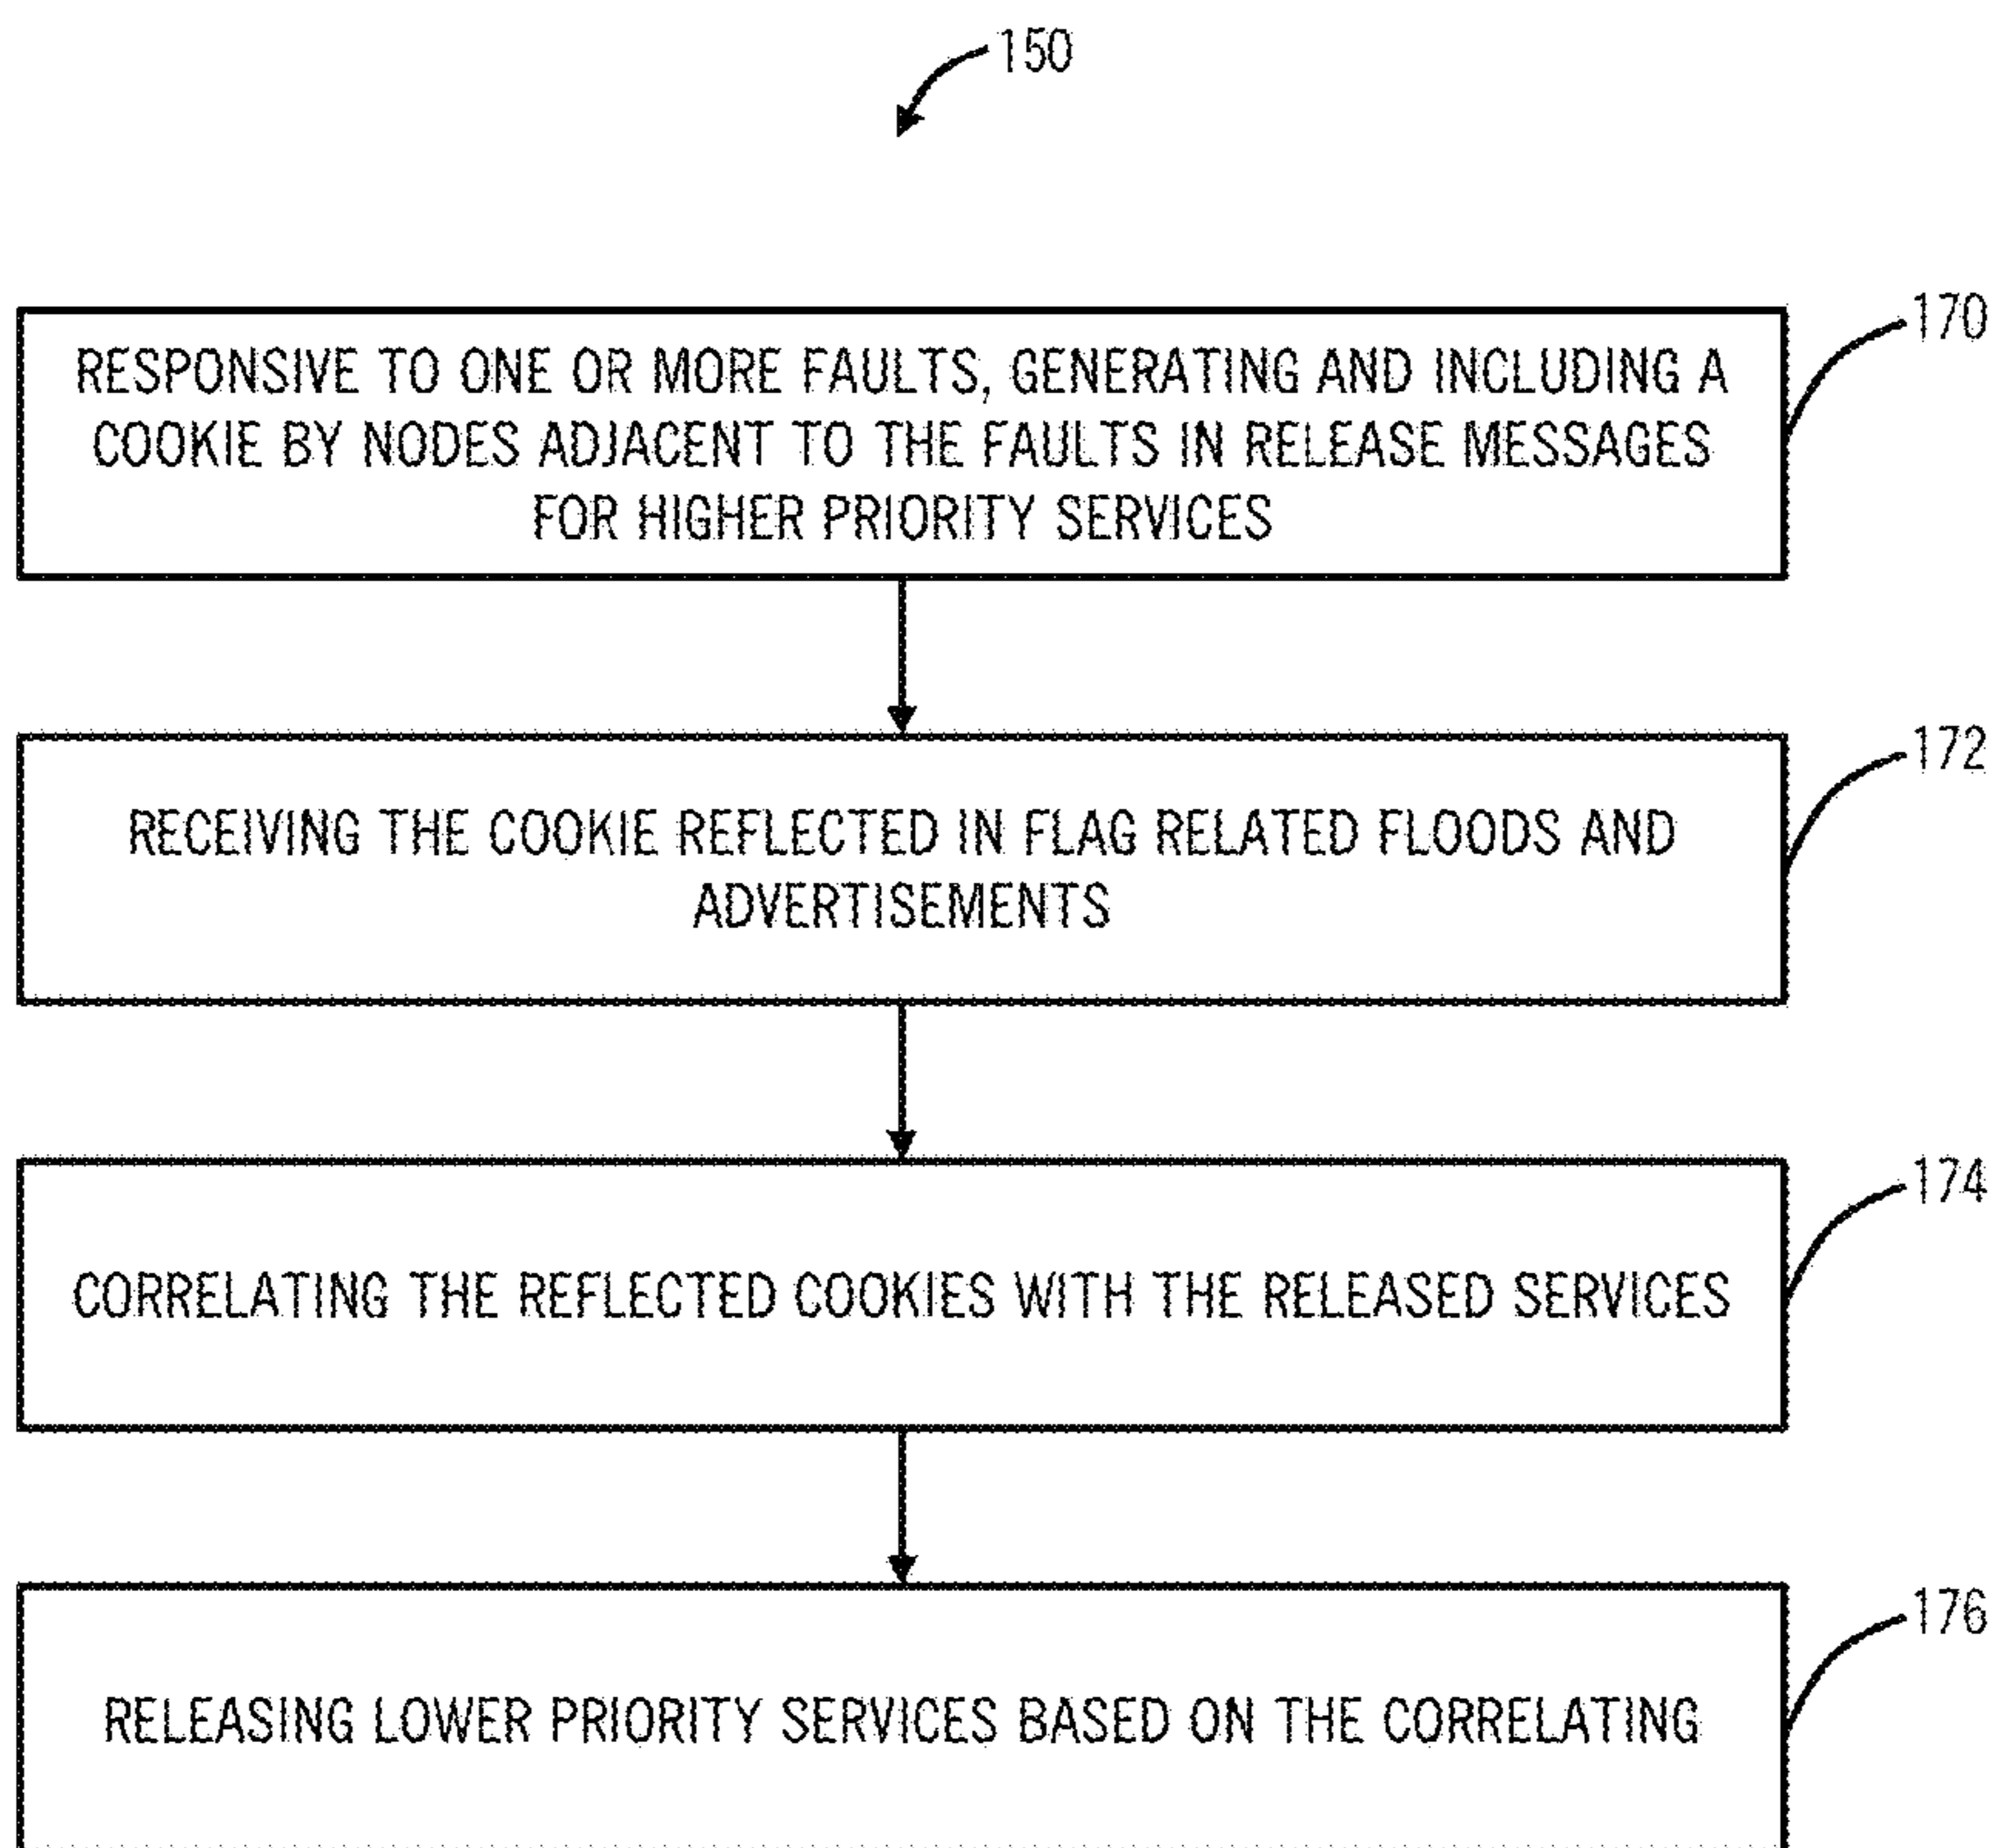 150
RESPONSIVE TO ONE OR MORE FAULTS, GENERATING AND INCLUDING A
COOKIE BY NODES ADJACENT TO THE FAULTS IN RELEASE MESSAGES
FOR HIGHER PRIORITY SERVICES
170
RECEIVING THE COOKIE REFLECTED IN FLAG RELATED FLOODS AND
ADVERTISEMENTS
172
CORRELATING THE REFLECTED COOKIES WITH THE RELEASED SERVICES
174
RELEASING LOWER PRIORITY SERVICES BASED ON THE CORRELATING
176